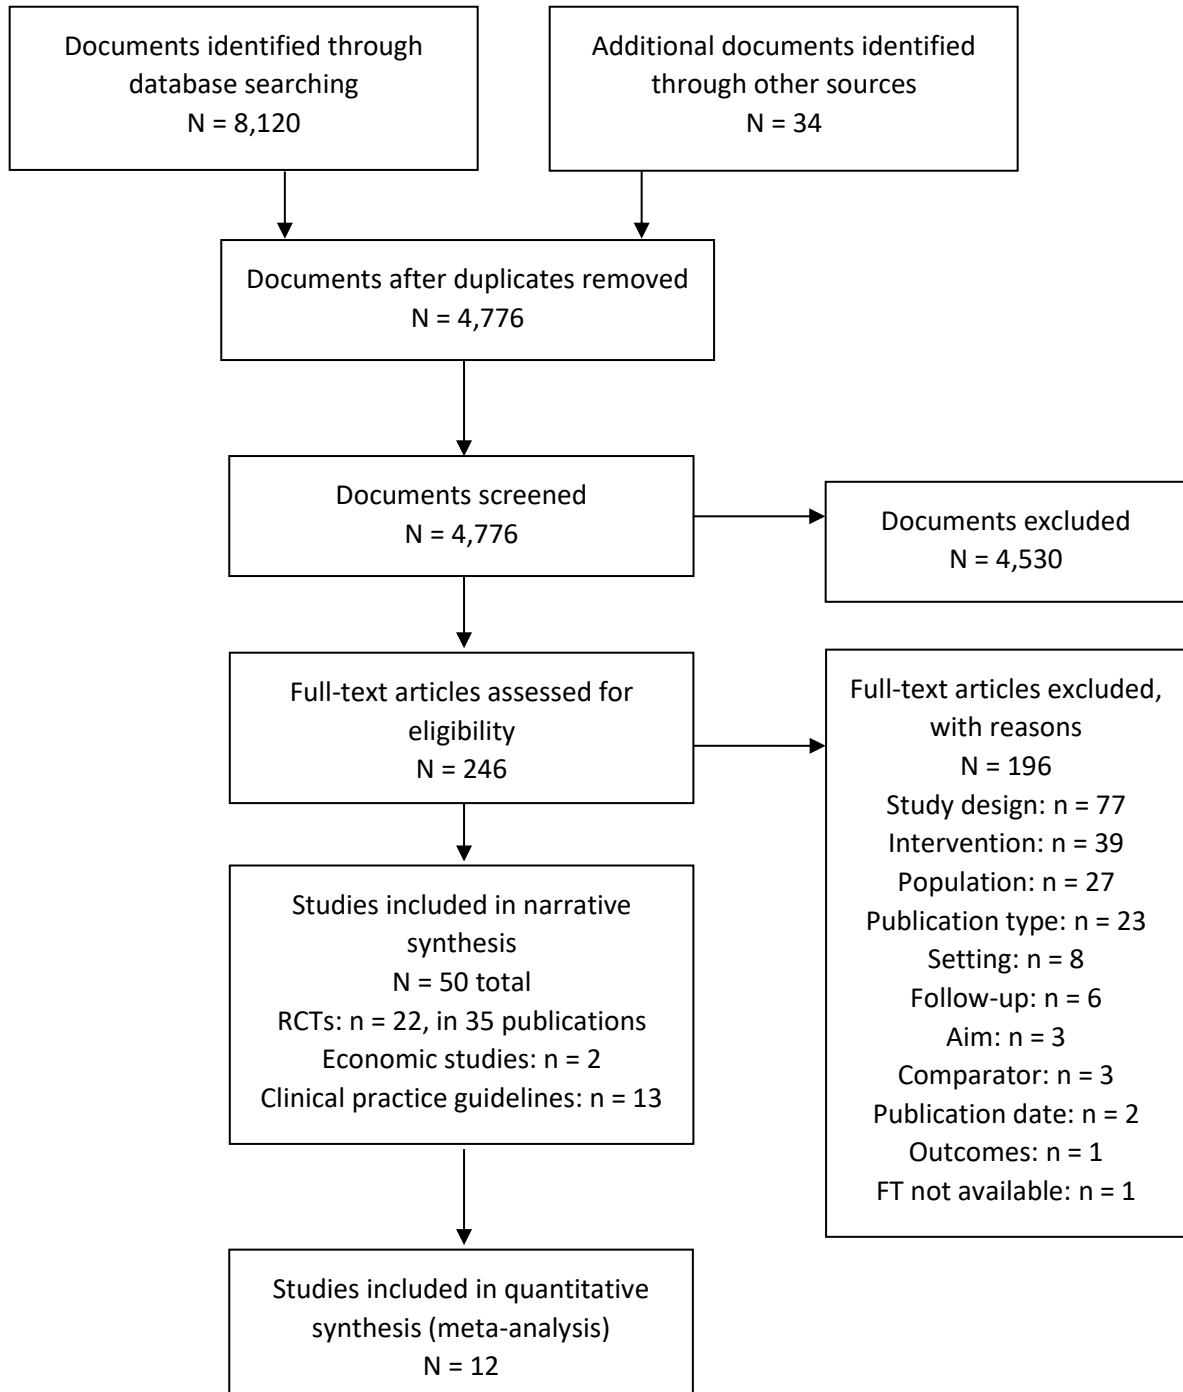 Documents identified through
database searching
N = 8,120
Additional documents identified
through other sources
N = 34
Documents after duplicates removed
N = 4,776
Documents screened
N = 4,776
Documents excluded
N = 4,530
Full-text articles assessed for
eligibility
N = 246
Full-text articles excluded,
with reasons
N = 196
Study design: n = 77
Intervention: n = 39
Population: n = 27
Publication type: n = 23
Setting: n = 8
Follow-up: n = 6
Aim: n = 3
Comparator: n = 3
Publication date: n = 2
Outcomes: n = 1
FT not available: n = 1
Studies included in narrative
synthesis
N = 50 total
RCTs: n = 22, in 35 publications
Economic studies: n = 2
Clinical practice guidelines: n = 13
Studies included in quantitative
synthesis (meta-analysis)
N = 12